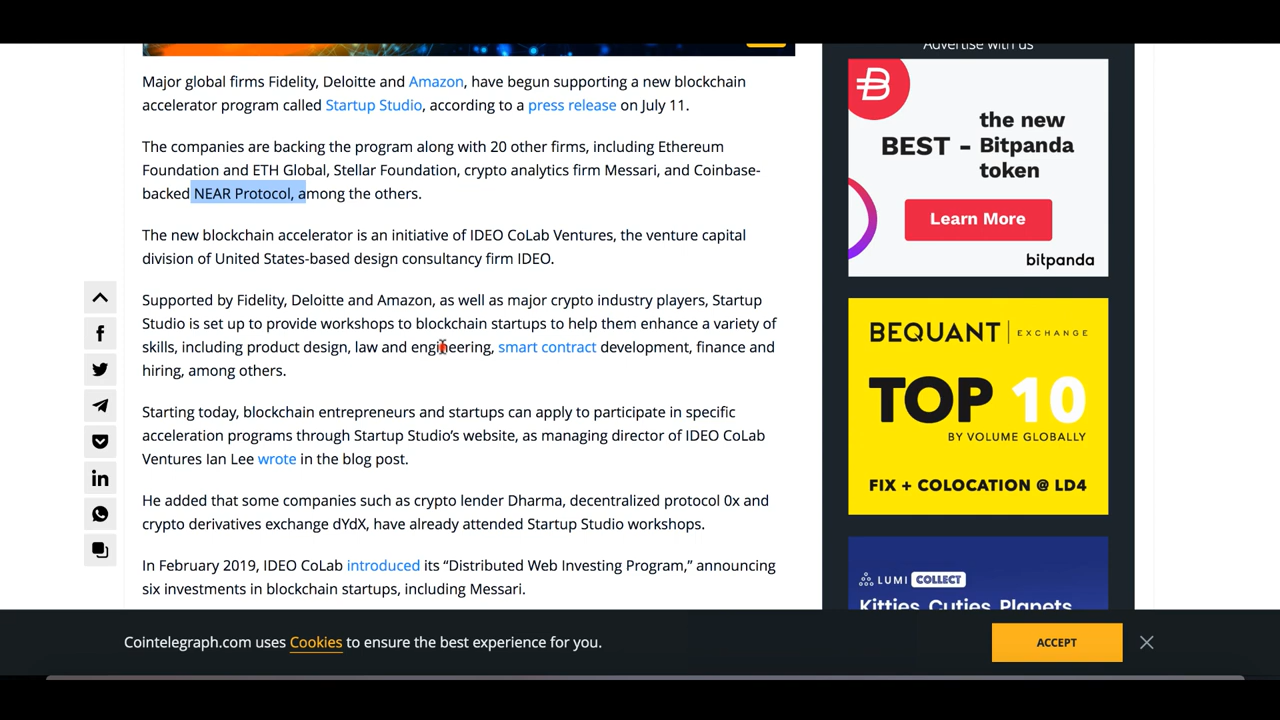 Major global firms Fidelity, Deloitte and Amazon, have begun supporting a new blockchain
accelerator program called Startup Studio, according to a press release on July 11.
The companies are backing the program along with 20 other firms, including Ethereum
Foundation and ETH Global, Stellar Foundation, crypto analytics firm Messari, and Coinbase-
backed NEAR Protocol, among the others.
The new blockchain accelerator is an initiative of IDEO CoLab Ventures, the venture capital
division of United States-based design consultancy firm IDEO.
Supported by Fidelity, Deloitte and Amazon, as well as major crypto industry players, Startup
Studio is set up to provide workshops to blockchain startups to help them enhance a variety of
skills, including product design, law and engineering, smart contract development, finance and
hiring, among others.
Starting today, blockchain entrepreneurs and startups can apply to participate in specific
acceleration programs through Startup Studio’s website, as managing director of IDEO CoLab
Ventures Ian Lee wrote in the blog post.
He added that some companies such as crypto lender Dharma, decentralized protocol 0x and
crypto derivatives exchange dYdX, have already attended Startup Studio workshops.
In February 2019, IDEO CoLab introduced its “Distributed Web Investing Program,” announcing
six investments in blockchain startups, including Messari.
Advertise with us
BEST - the new
Bitpanda
token
Learn More
bitpanda
BEQUANT | EXCHANGE
TOP 10
BY VOLUME GLOBALLY
FIX + COLOCATION @ LD4
LUMI COLLECT
Kitties, Cuties, Planets
Cointelegraph.com uses Cookies to ensure the best experience for you.
ACCEPT